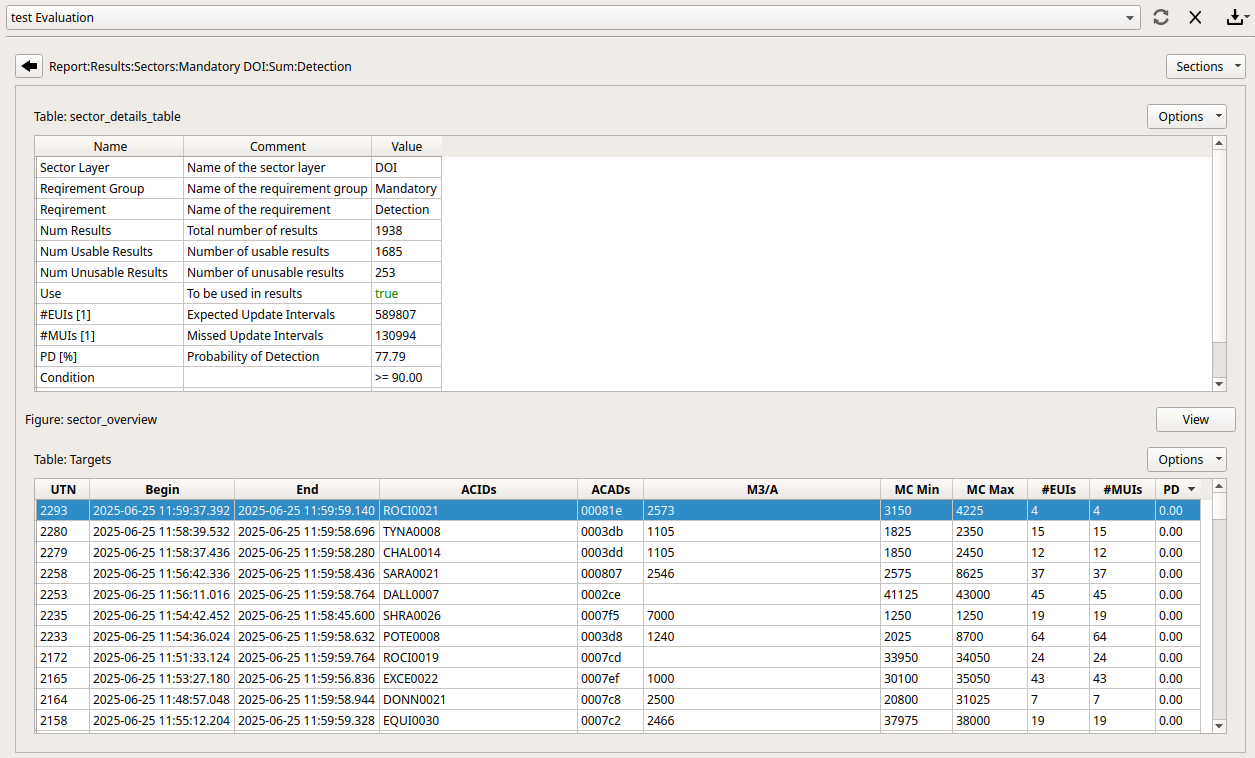 test Evaluation
Report:Results:Sectors:Mandatory DOI:Sum:Detection Sections
Table: sector_details_table Options
Name Comment Value
Sector Layer Name of the sector layer DOI
Reqirement Group Name of the requirement group Mandatory
Reqirement Name of the requirement Detection
Num Results Total number of results 1938
Num Usable Results Number of usable results 1685
Num Unusable Results Number of unusable results 253
Use To be used in results true
#EUIs [1] Expected Update Intervals 589807
#MUIs [1] Missed Update Intervals 130994
PD [%] Probability of Detection 77.79
Condition >= 90.00
Figure: sector_overview View
Table: Targets Options
UTN Begin End ACIDs ACADs M3/A MC Min MC Max #EUIs #MUIs PD
2293 2025-06-25 11:59:37.392 2025-06-25 11:59:59.140 ROCI0021 00081e 2573 3150 4225 4 4 0.00
2280 2025-06-25 11:58:39.532 2025-06-25 11:59:58.696 TYNA0008 0003db 1105 1825 2350 15 15 0.00
2279 2025-06-25 11:58:37.436 2025-06-25 11:59:58.280 CHAL0014 0003dd 1105 1850 2450 12 12 0.00
2258 2025-06-25 11:56:42.336 2025-06-25 11:59:58.436 SARA0021 000807 2546 2575 8625 37 37 0.00
2253 2025-06-25 11:56:11.016 2025-06-25 11:59:58.764 DALL0007 0002ce 41125 43000 45 45 0.00
2235 2025-06-25 11:54:42.452 2025-06-25 11:58:45.600 SHRA0026 0007f5 7000 1250 1250 19 19 0.00
2233 2025-06-25 11:54:36.024 2025-06-25 11:59:58.632 POTE0008 0003d8 1240 2025 8700 64 64 0.00
2172 2025-06-25 11:51:33.124 2025-06-25 11:59:59.764 ROCI0019 0007cd 33950 34050 24 24 0.00
2165 2025-06-25 11:53:27.180 2025-06-25 11:59:56.836 EXCE0022 0007ef 1000 30100 35050 43 43 0.00
2164 2025-06-25 11:48:57.048 2025-06-25 11:59:58.944 DONN0021 0007c8 2500 20800 31025 7 7 0.00
2158 2025-06-25 11:55:12.204 2025-06-25 11:59:59.328 EQUI0030 0007c2 2466 37975 38000 19 19 0.00